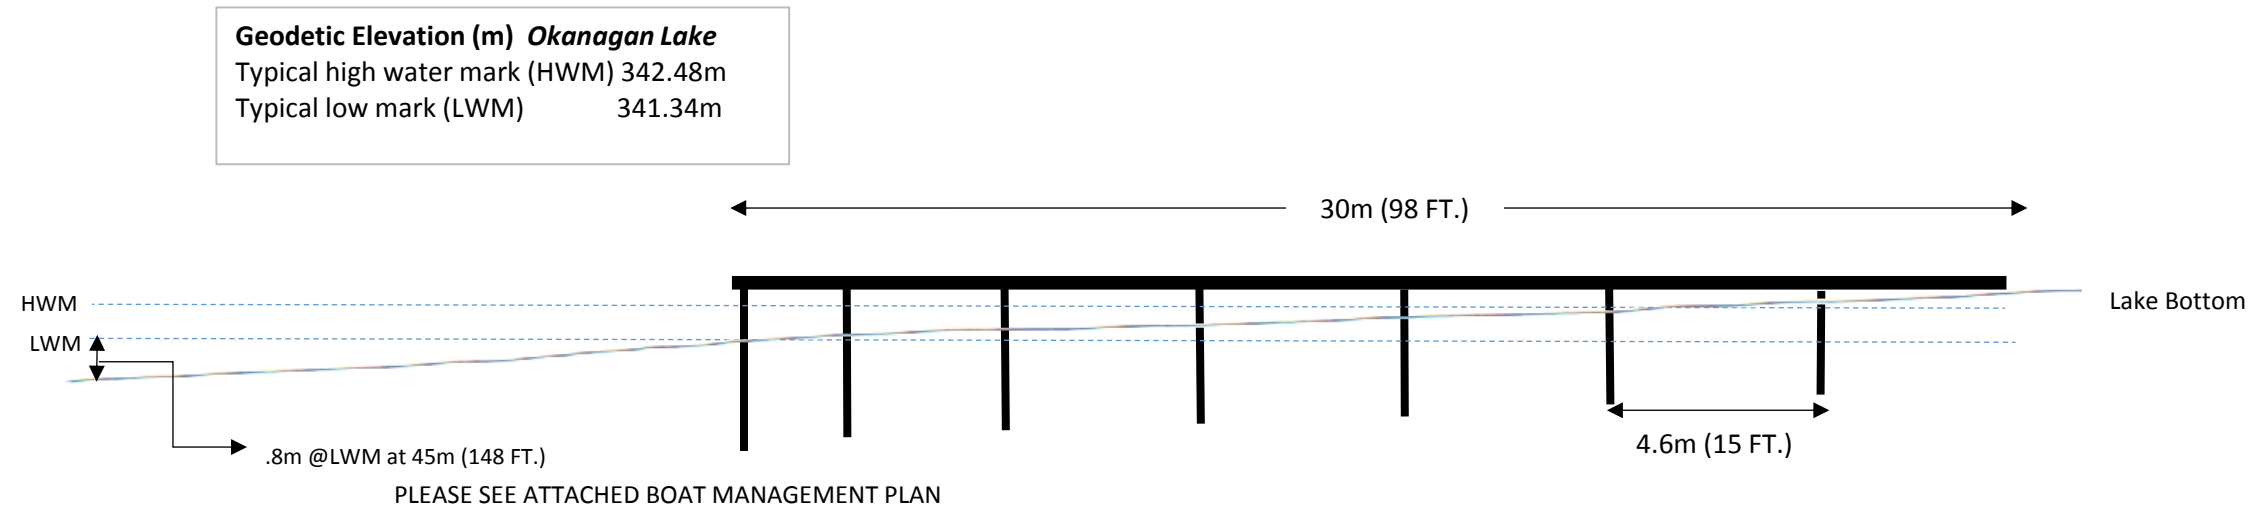 Geodetic Elevation (m) Okanagan Lake
Typical high water mark (HWM) 342.48m
Typical low mark (LWM) 341.34m
30m (98 FT.)
HWM
Lake Bottom
LWM
4.6m (15 FT.)
.8m @LWM at 45m (148 FT.)
PLEASE SEE ATTACHED BOAT MANAGEMENT PLAN